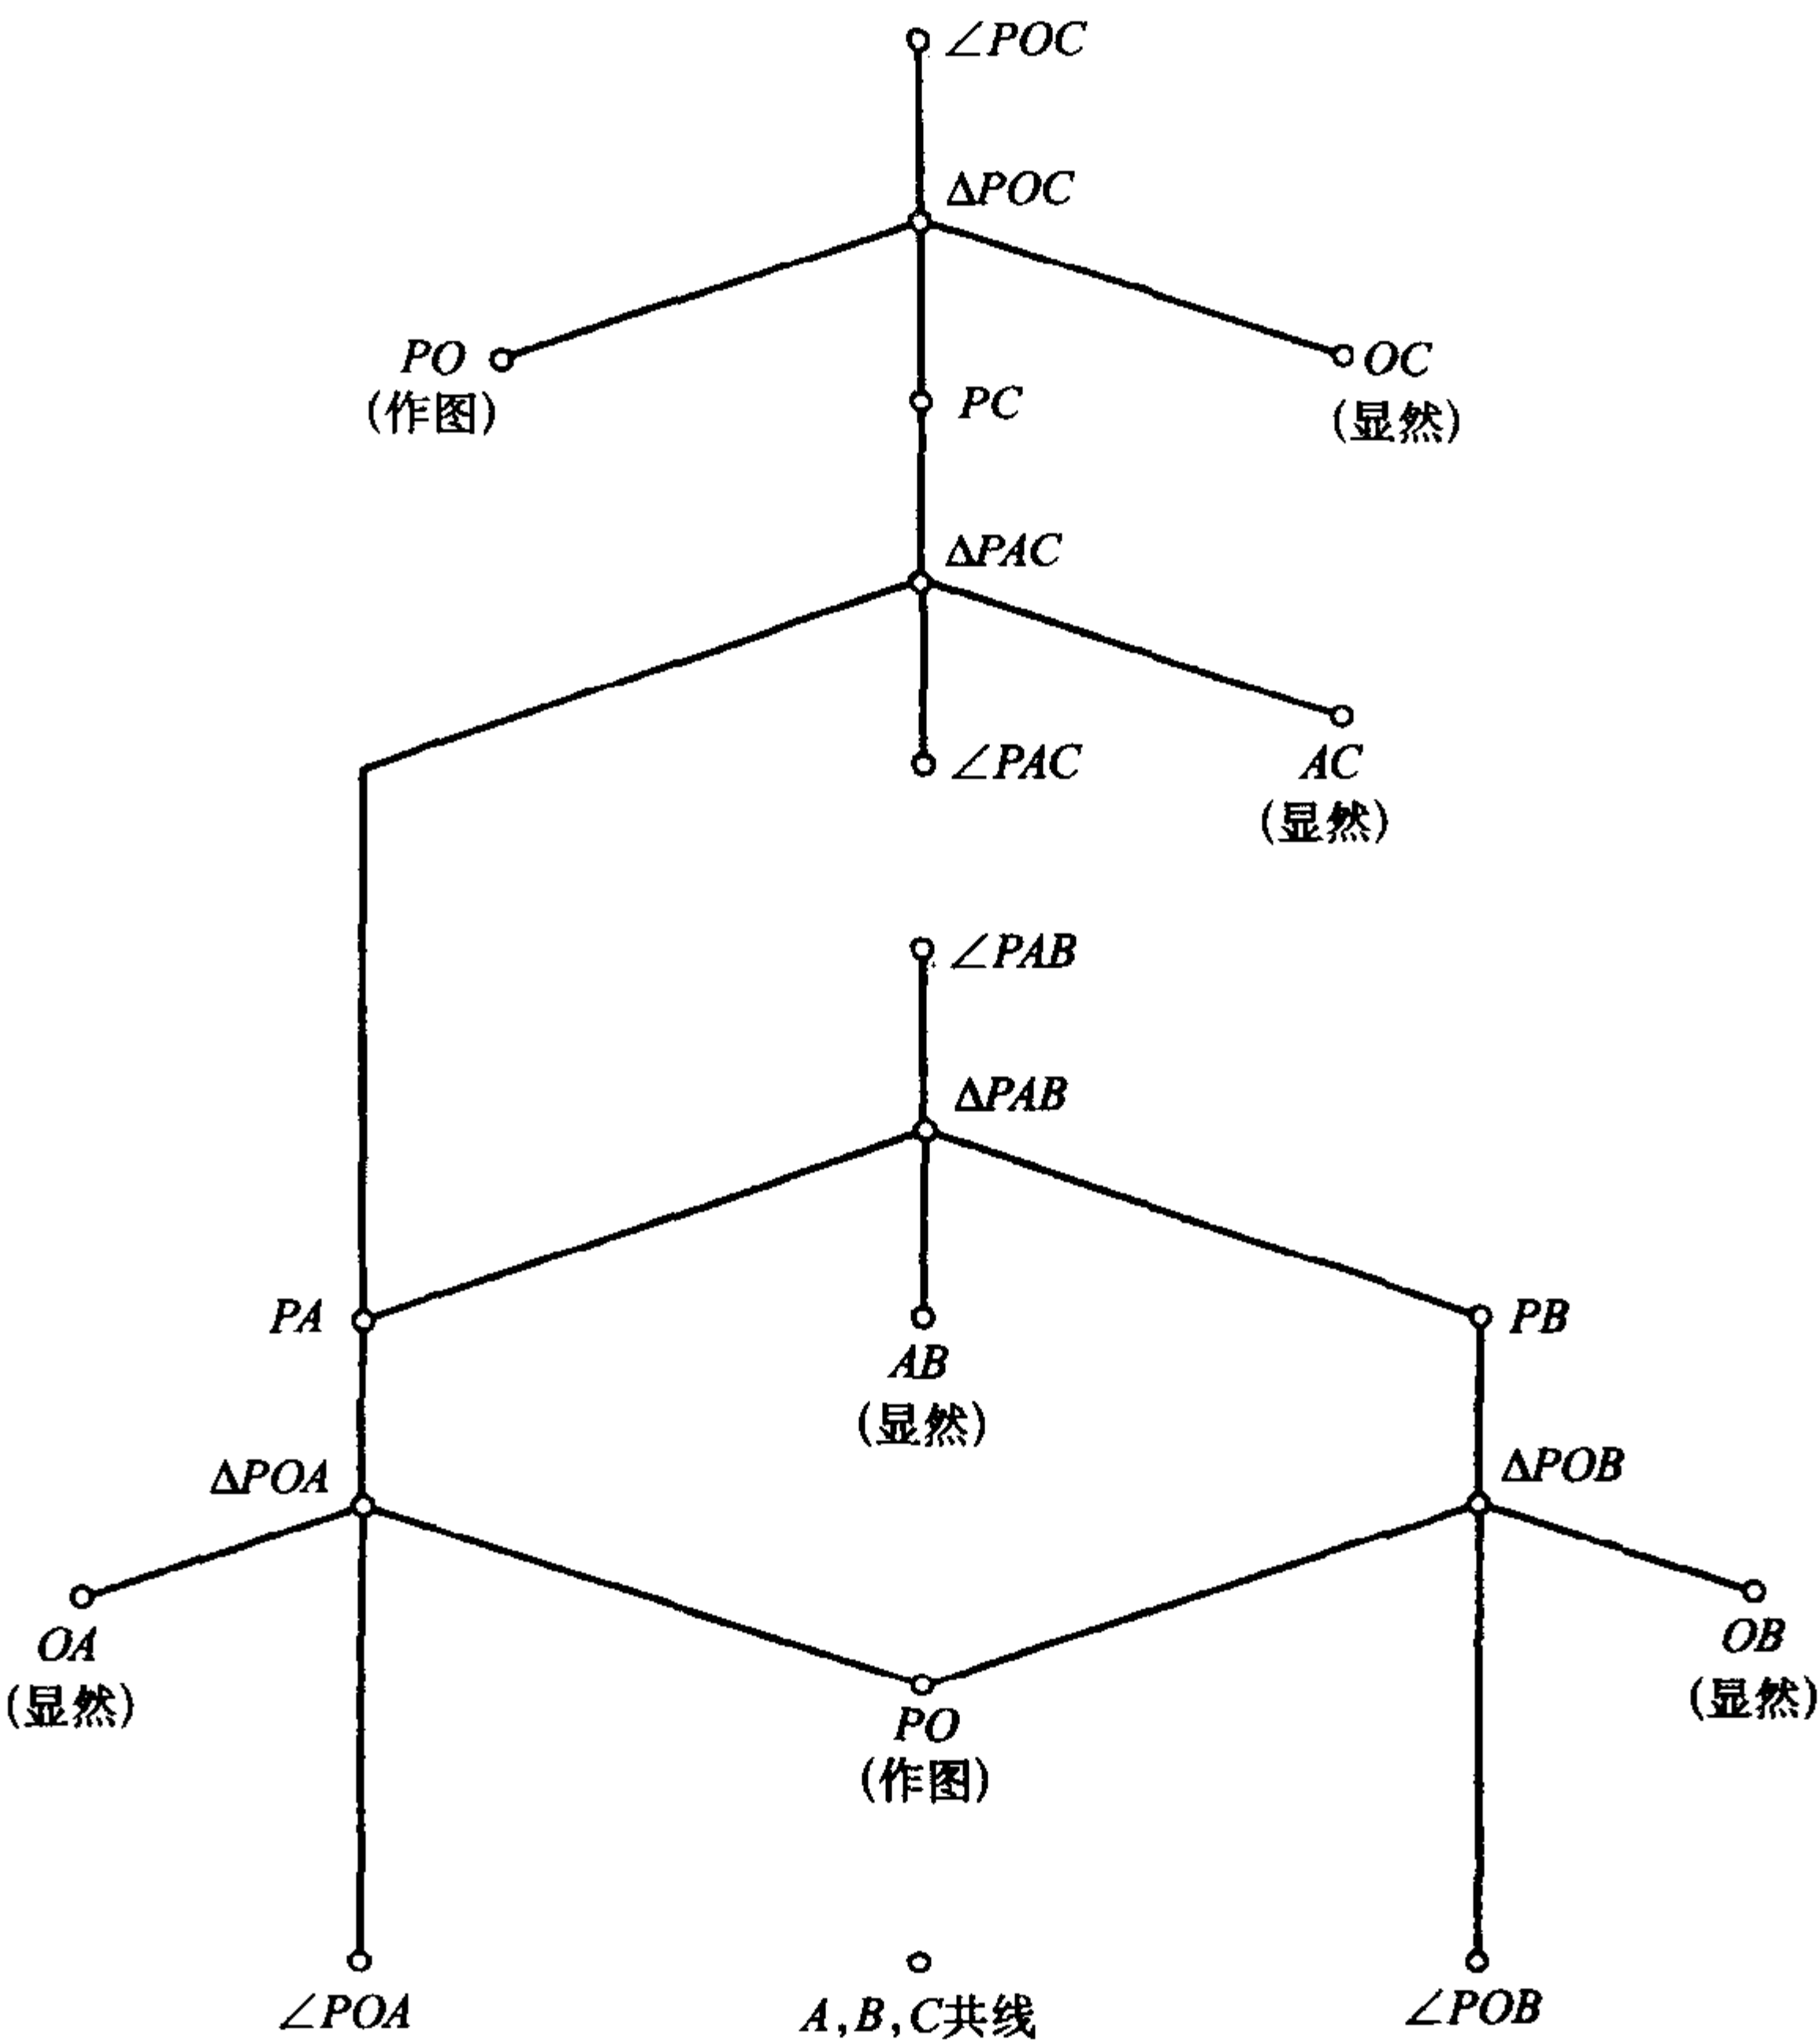 ∠POC
ΔPOC
PO
(作图)
OC
(显然)
PC
ΔPAC
∠PAC
AC
(显然)
∠PAB
ΔPAB
PA
PB
AB
(显然)
ΔPOA
ΔPOB
OA
(显然)
OB
(显然)
PO
(作图)
∠POA
A,B,C共线
∠POB